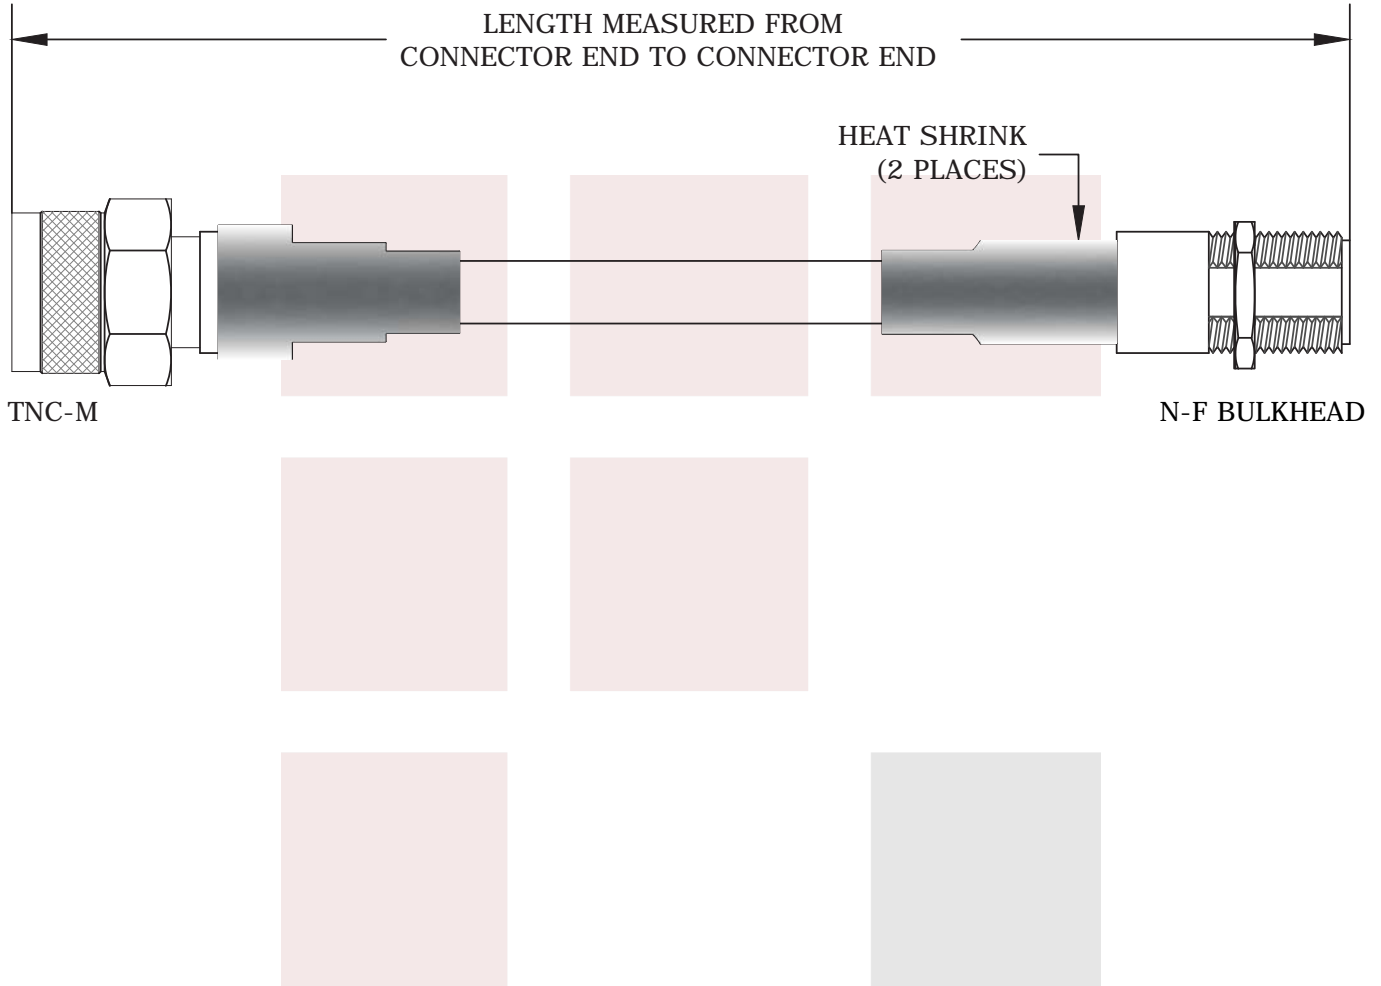 LENGTH MEASURED FROM
CONNECTOR END TO CONNECTOR END
HEAT SHRINK
(2 PLACES)
TNC-M
N-F BULKHEAD